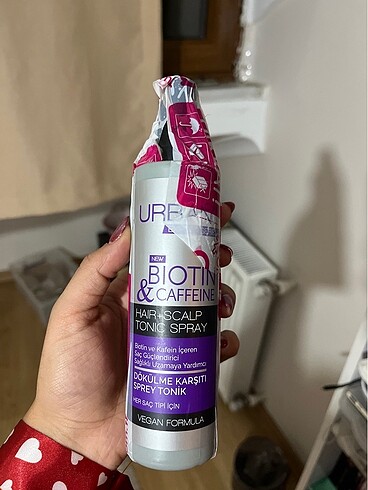 URBAN
NEW
BIOTIN
& CAFFEINE
HAIR+SCALP
TONIC SPRAY
Biotin ve Kafein İçeren
Saç Güçlendirici
Sağlıklı Uzamaya Yardımcı
DÖKÜLME KARŞITI
SPREY TONİK
HER SAÇ TİPİ İÇİN
VEGAN FORMULA